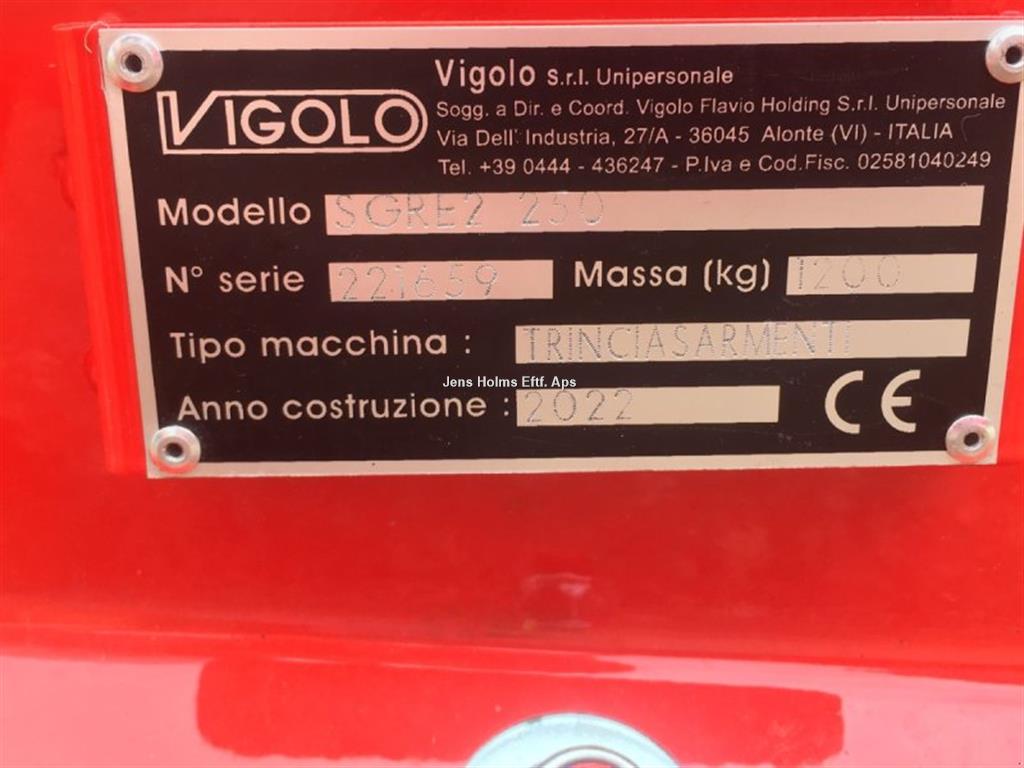 VIGOLO
Vigolo S.r.l. Unipersonale
Sogg. a Dir. e Coord. Vigolo Flavio Holding S.r.l. Unipersonale
Via Dell' Industria, 27/A - 36045 Alonte (VI) - ITALIA
Tel. +39 0444 - 436247 - P.Iva e Cod.Fisc. 02581040249
Modello SGRE2 250
N° serie 221659 Massa (kg) 1200
Tipo macchina : TRINCIASARMENTI
Jens Holms Eftf. Aps
Anno costruzione : 2022 CE